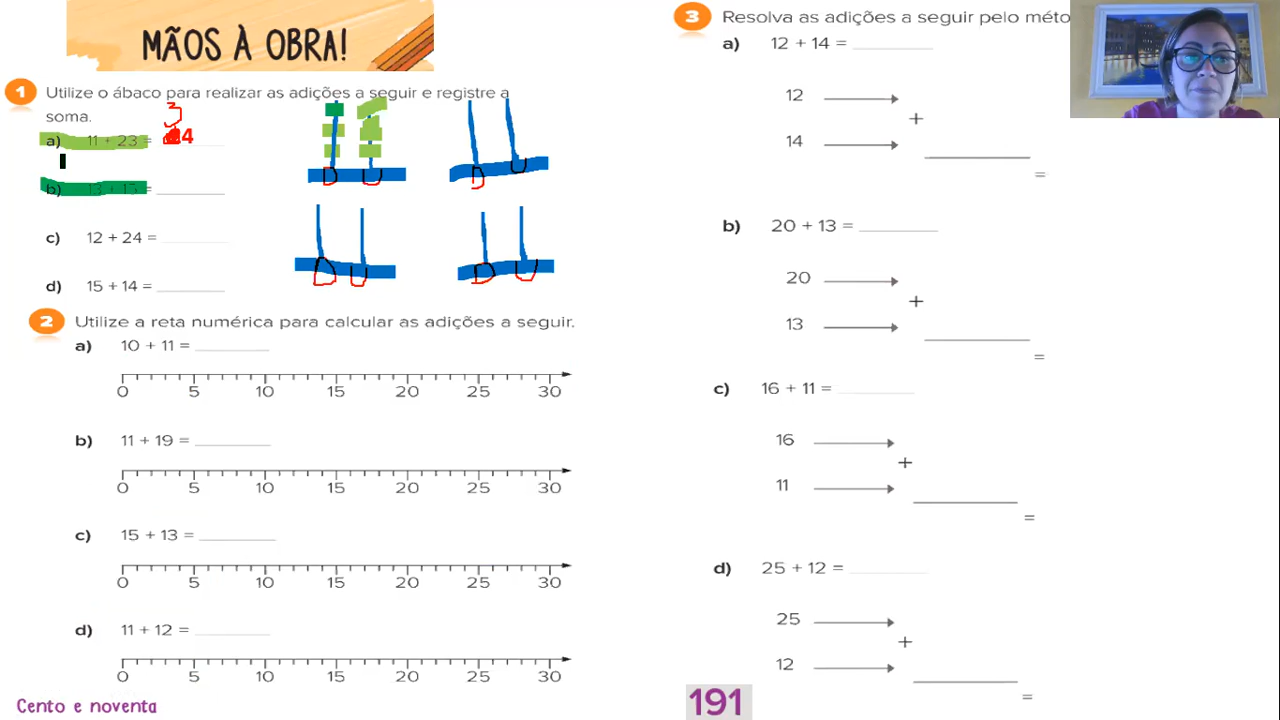 MÃOS À OBRA!
1 Utilize o ábaco para realizar as adições a seguir e registre a
soma.
a) 11 + 23 = 34
b) 13 + 15 =
c) 12 + 24 =
d) 15 + 14 =
D U
D U
D U
D U
2 Utilize a reta numérica para calcular as adições a seguir.
a) 10 + 11 =
0 5 10 15 20 25 30
b) 11 + 19 =
0 5 10 15 20 25 30
c) 15 + 13 =
0 5 10 15 20 25 30
d) 11 + 12 =
0 5 10 15 20 25 30
Cento e noventa
3 Resolva as adições a seguir pelo méto
a) 12 + 14 =
12
+
14
=
b) 20 + 13 =
20
+
13
=
c) 16 + 11 =
16
+
11
=
d) 25 + 12 =
25
+
12
=
191